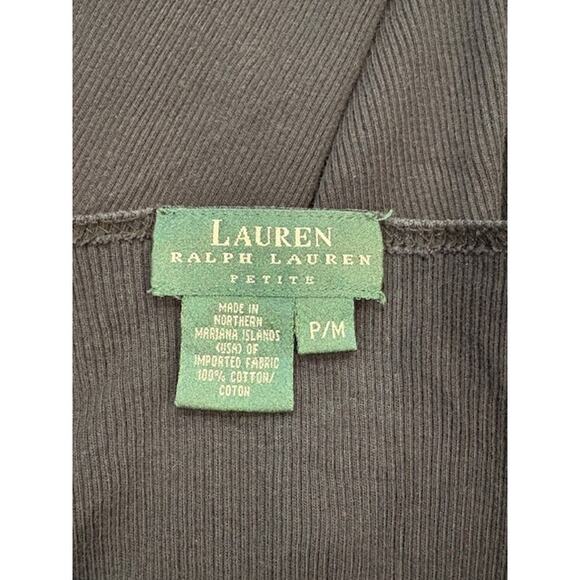 LAUREN
RALPH LAUREN
PETITE
P/M
MADE IN
NORTHERN
MARIANA ISLANDS
(USA) OF
IMPORTED FABRIC
100% COTTON/
COTON